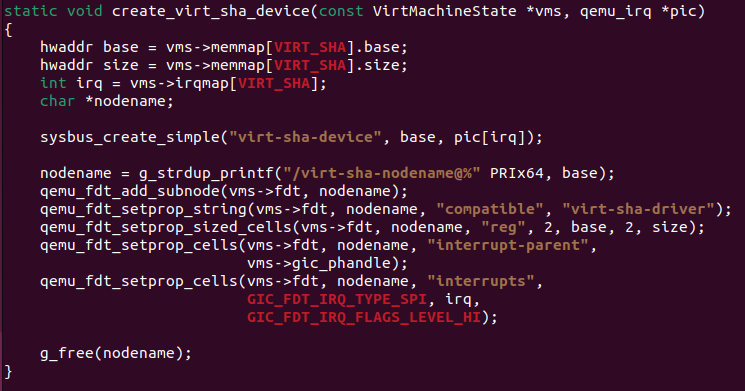 static void create_virt_sha_device(const VirtMachineState *vms, qemu_irq *pic)
{
    hwaddr base = vms->memmap[VIRT_SHA].base;
    hwaddr size = vms->memmap[VIRT_SHA].size;
    int irq = vms->irqmap[VIRT_SHA];
    char *nodename;

    sysbus_create_simple("virt-sha-device", base, pic[irq]);

    nodename = g_strdup_printf("/virt-sha-nodename@%" PRIx64, base);
    qemu_fdt_add_subnode(vms->fdt, nodename);
    qemu_fdt_setprop_string(vms->fdt, nodename, "compatible", "virt-sha-driver");
    qemu_fdt_setprop_sized_cells(vms->fdt, nodename, "reg", 2, base, 2, size);
    qemu_fdt_setprop_cells(vms->fdt, nodename, "interrupt-parent",
                           vms->gic_phandle);
    qemu_fdt_setprop_cells(vms->fdt, nodename, "interrupts",
                           GIC_FDT_IRQ_TYPE_SPI, irq,
                           GIC_FDT_IRQ_FLAGS_LEVEL_HI);

    g_free(nodename);
}